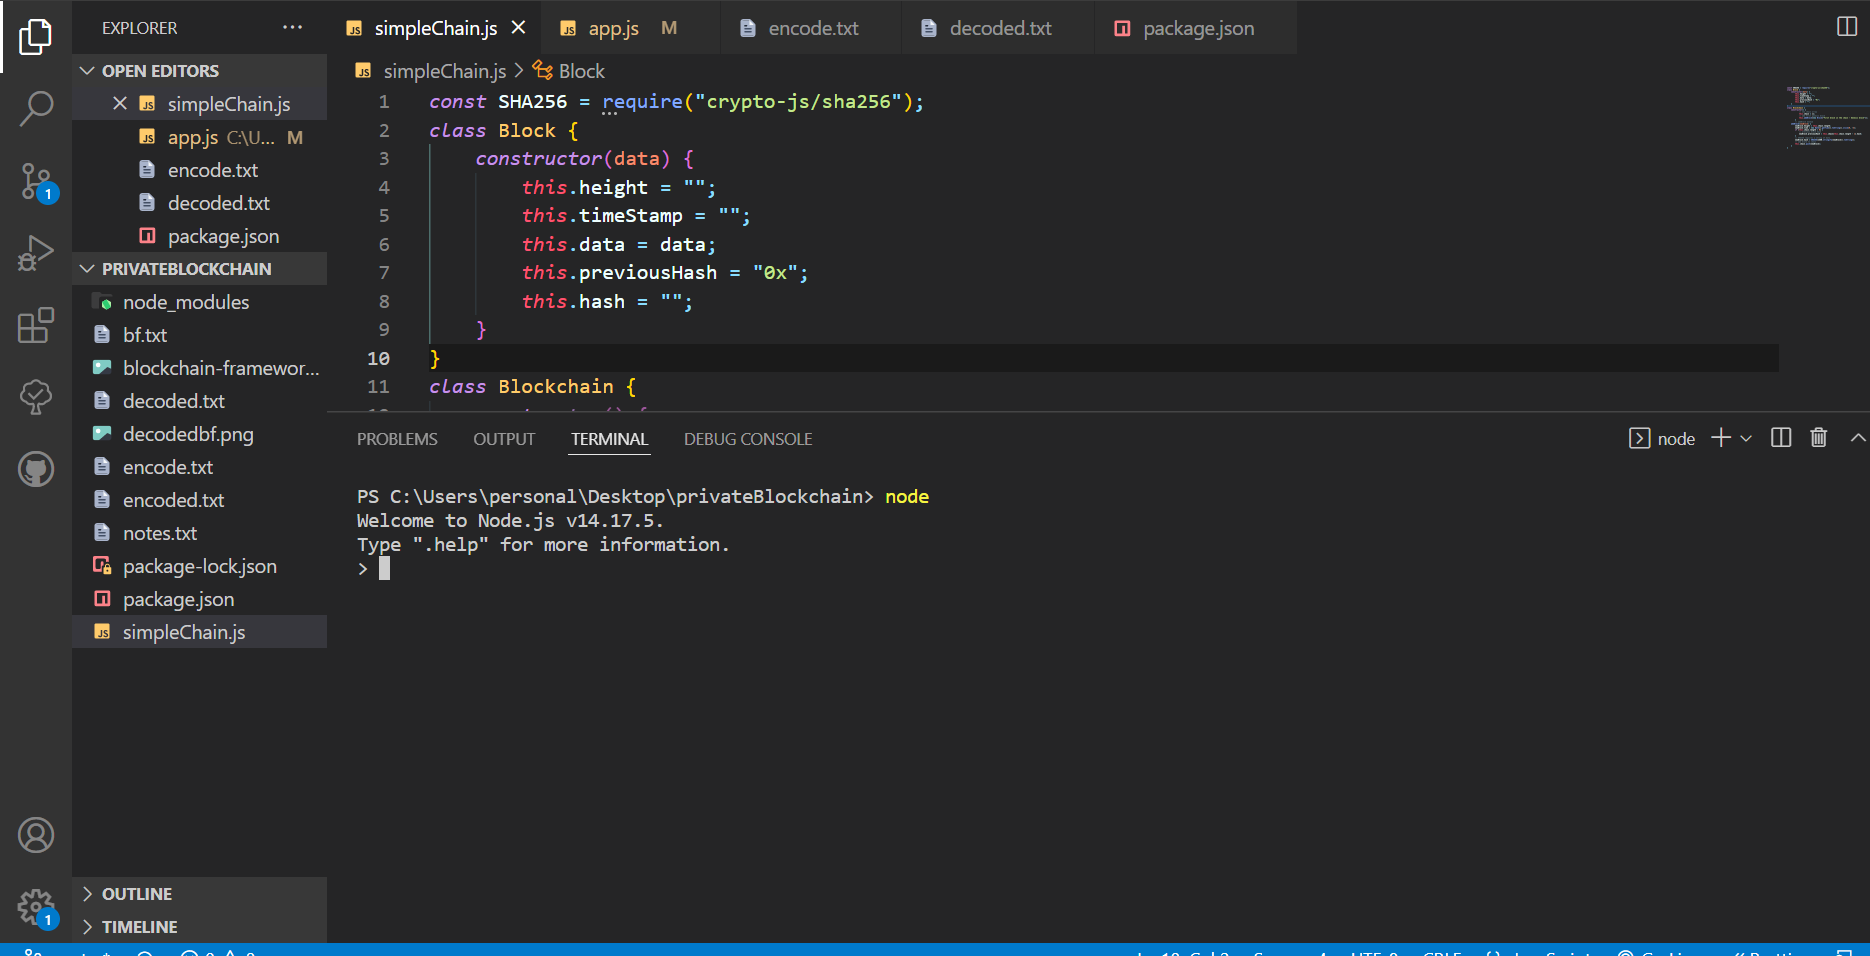 EXPLORER
OPEN EDITORS
simpleChain.js
app.js C:\U... M
encode.txt
decoded.txt
package.json
PRIVATEBLOCKCHAIN
node_modules
bf.txt
blockchain-framewor...
decoded.txt
decodedbf.png
encode.txt
encoded.txt
notes.txt
package-lock.json
package.json
simpleChain.js
OUTLINE
TIMELINE
1
1
simpleChain.js app.js M encode.txt decoded.txt package.json
simpleChain.js > Block
1 const SHA256 = require("crypto-js/sha256");
2 class Block {
3 constructor(data) {
4 this.height = "";
5 this.timeStamp = "";
6 this.data = data;
7 this.previousHash = "0x";
8 this.hash = "";
9 }
10 }
11 class Blockchain {
PROBLEMS OUTPUT TERMINAL DEBUG CONSOLE node
PS C:\Users\personal\Desktop\privateBlockchain> node
Welcome to Node.js v14.17.5.
Type ".help" for more information.
>